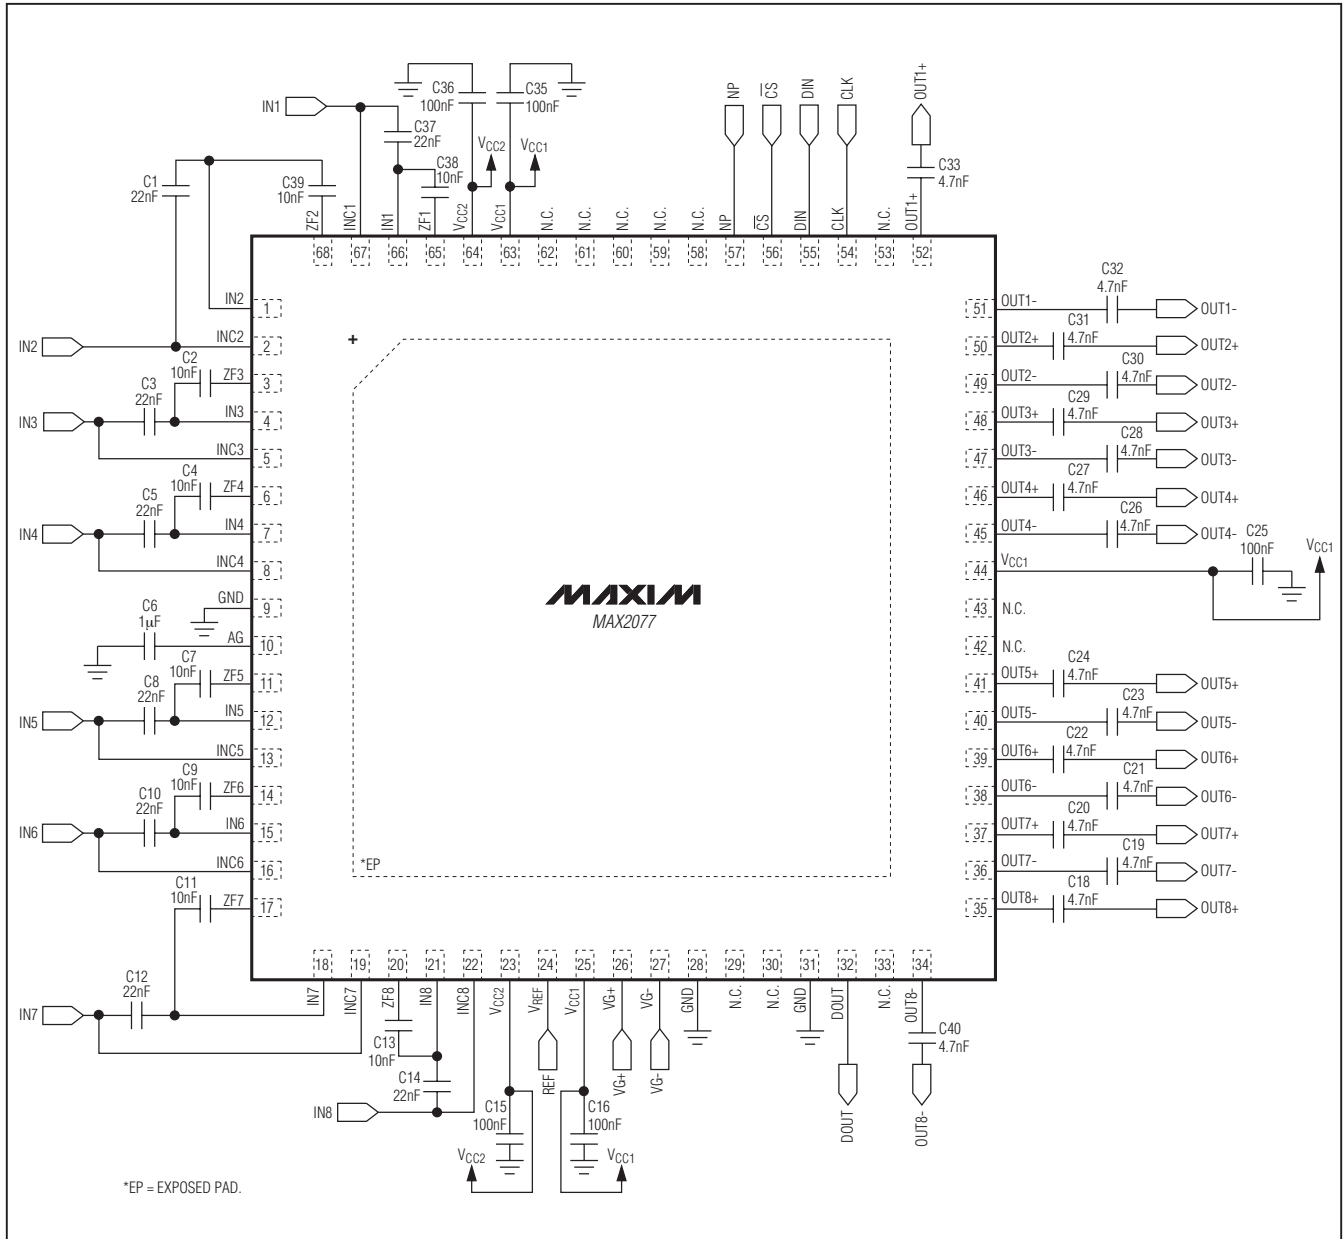 C36
100nF
C35
100nF
NP
CS
DIN
CLK
OUT1+
IN1
C37
22nF
VCC2
VCC1
C33
4.7nF
C1
22nF
C39
10nF
C38
10nF
ZF2
INC1
IN1
ZF1
VCC2
VCC1
N.C.
N.C.
N.C.
N.C.
N.C.
NP
CS
DIN
CLK
N.C.
OUT1+
68
67
66
65
64
63
62
61
60
59
58
57
56
55
54
53
52
IN2
1
IN2
INC2
2
C2
10nF
ZF3
3
C3
22nF
IN3
IN3
4
INC3
5
C4
10nF
ZF4
6
C5
22nF
IN4
IN4
7
INC4
8
GND
9
C6
1µF
AG
10
C7
10nF
ZF5
11
C8
22nF
IN5
IN5
12
INC5
13
C9
10nF
ZF6
14
C10
22nF
IN6
IN6
15
INC6
16
C11
10nF
ZF7
17
+
MAXIM
MAX2077
*EP
C32
4.7nF
51 OUT1-
OUT1-
C31
4.7nF
50 OUT2+
OUT2+
C30
4.7nF
49 OUT2-
OUT2-
C29
4.7nF
48 OUT3+
OUT3+
C28
4.7nF
47 OUT3-
OUT3-
C27
4.7nF
46 OUT4+
OUT4+
C26
4.7nF
45 OUT4-
OUT4-
C25
100nF
VCC1
44 VCC1
43 N.C.
42 N.C.
C24
4.7nF
41 OUT5+
OUT5+
C23
4.7nF
40 OUT5-
OUT5-
C22
4.7nF
39 OUT6+
OUT6+
C21
4.7nF
38 OUT6-
OUT6-
C20
4.7nF
37 OUT7+
OUT7+
C19
4.7nF
36 OUT7-
OUT7-
C18
4.7nF
35 OUT8+
OUT8+
18
19
20
21
22
23
24
25
26
27
28
29
30
31
32
33
34
IN7
INC7
ZF8
IN8
INC8
VCC2
VREF
VCC1
VG+
VG-
GND
N.C.
N.C.
GND
DOUT
N.C.
OUT8-
C12
22nF
IN7
C13
10nF
C14
22nF
IN8
C15
100nF
VCC2
REF
C16
100nF
VCC1
VG+
VG-
DOUT
C40
4.7nF
OUT8-
*EP = EXPOSED PAD.